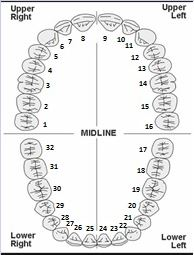 Upper Right
Upper Left
8 9
7 10
6 11
5 12
4 13
3 14
2 15
1 16
MIDLINE
32 17
31 18
30 19
29 20
28 21
27 22
26 25 24 23
Lower Right
Lower Left